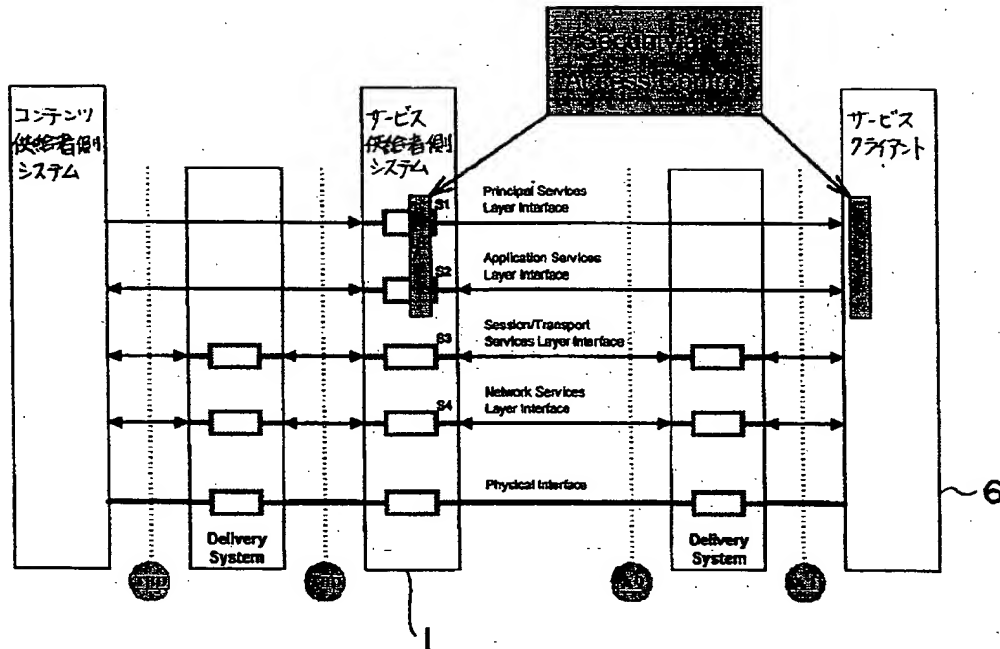 Security &
Access Control
コンテンツ
供給者側
システム
サービス
供給者側
システム
サービス
クライアント
S1
Principal Services
Layer Interface
S2
Application Services
Layer Interface
S3
Session/Transport
Services Layer Interface
S4
Network Services
Layer Interface
Physical Interface
Delivery
System
Delivery
System
6
1